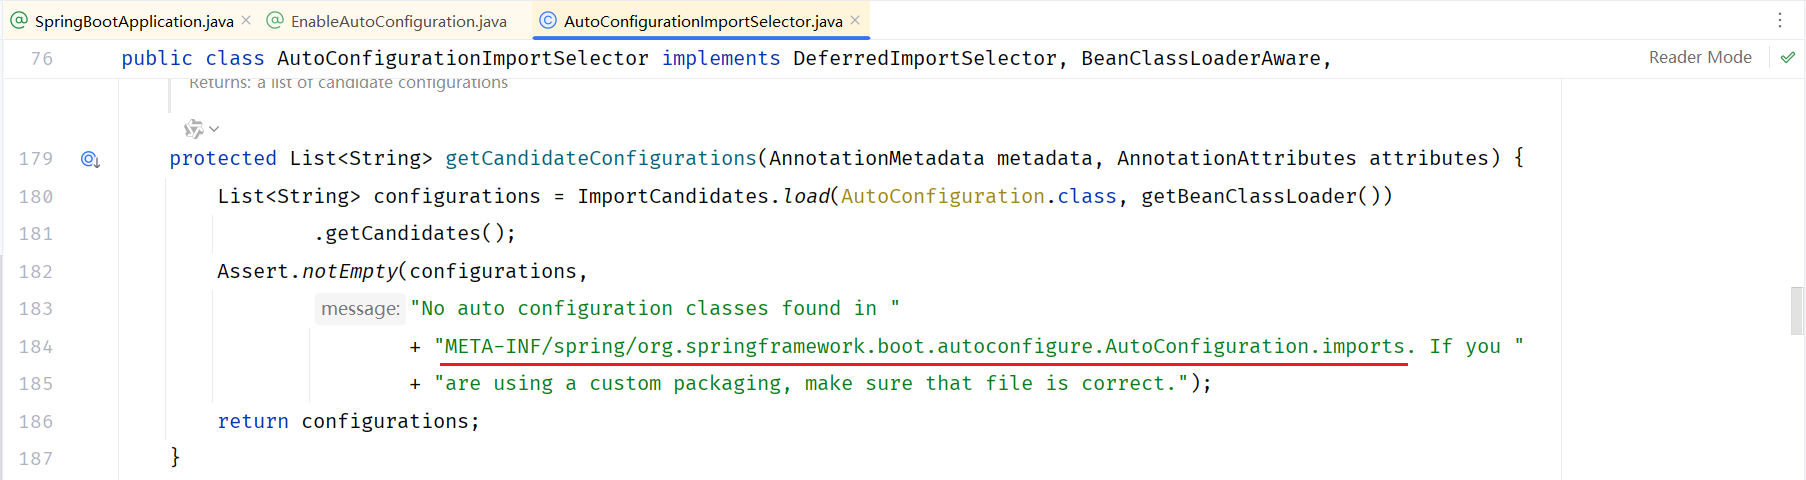 SpringBootApplication.java EnableAutoConfiguration.java AutoConfigurationImportSelector.java
76 public class AutoConfigurationImportSelector implements DeferredImportSelector, BeanClassLoaderAware, Reader Mode
Returns: a list of candidate configurations
179 protected List<String> getCandidateConfigurations(AnnotationMetadata metadata, AnnotationAttributes attributes) {
180 List<String> configurations = ImportCandidates.load(AutoConfiguration.class, getBeanClassLoader())
181 .getCandidates();
182 Assert.notEmpty(configurations,
183 message: "No auto configuration classes found in "
184 + "META-INF/spring/org.springframework.boot.autoconfigure.AutoConfiguration.imports. If you "
185 + "are using a custom packaging, make sure that file is correct.");
186 return configurations;
187 }